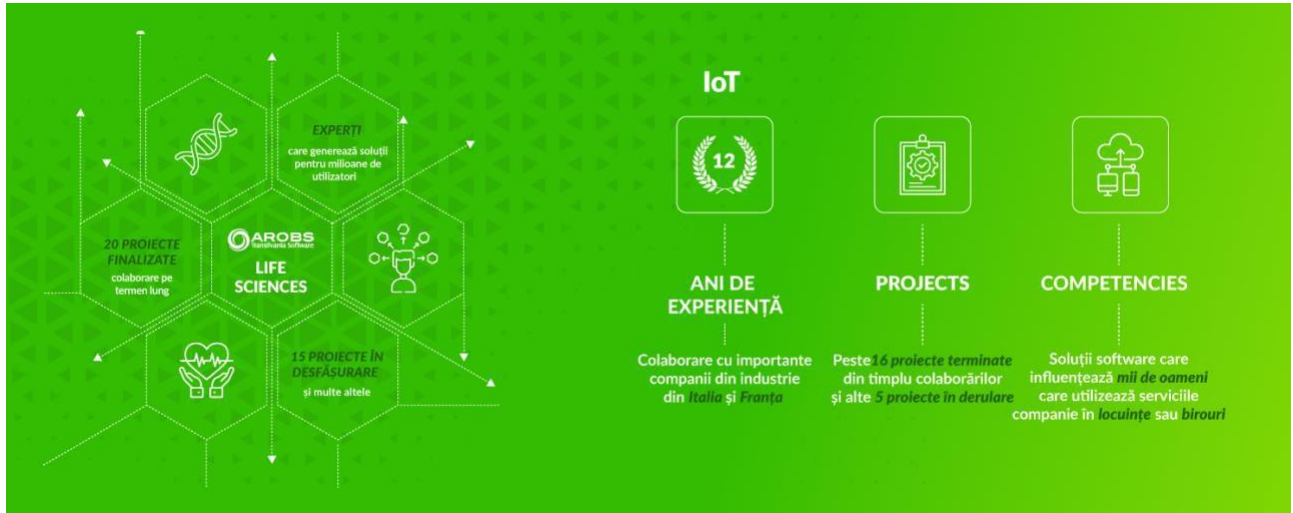 EXPERȚI
care generează soluții
pentru milioane de
utilizatori
20 PROIECTE
FINALIZATE
colaborare pe
termen lung
AROBS
Transilvania Software
LIFE
SCIENCES
15 PROIECTE ÎN
DESFĂȘURARE
și multe altele
IoT
12
ANI DE
EXPERIENȚĂ
Colaborare cu importante
companii din industrie
din Italia și Franța
PROJECTS
Peste 16 proiecte terminate
din timplu colaborărilor
și alte 5 proiecte în derulare
COMPETENCIES
Soluții software care
influențează mii de oameni
care utilizează serviciile
companie în locuințe sau birouri